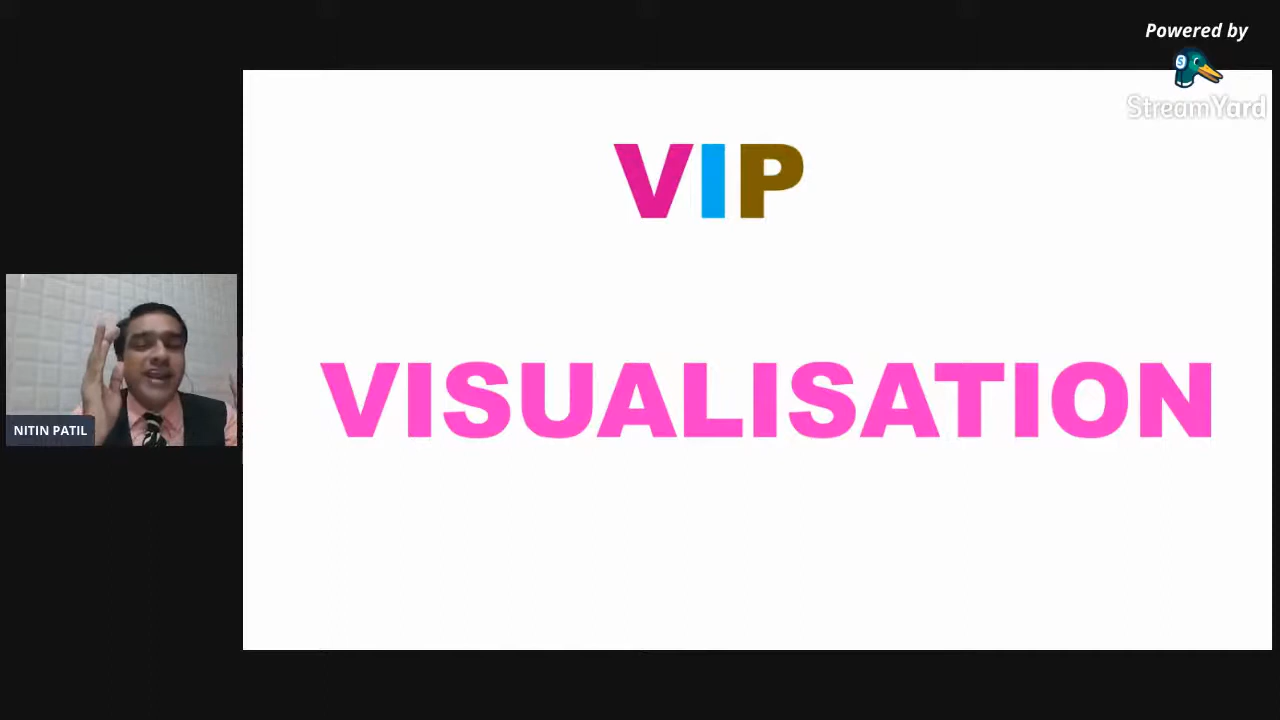 Powered by
StreamYard
VIP
VISUALISATION
NITIN PATIL